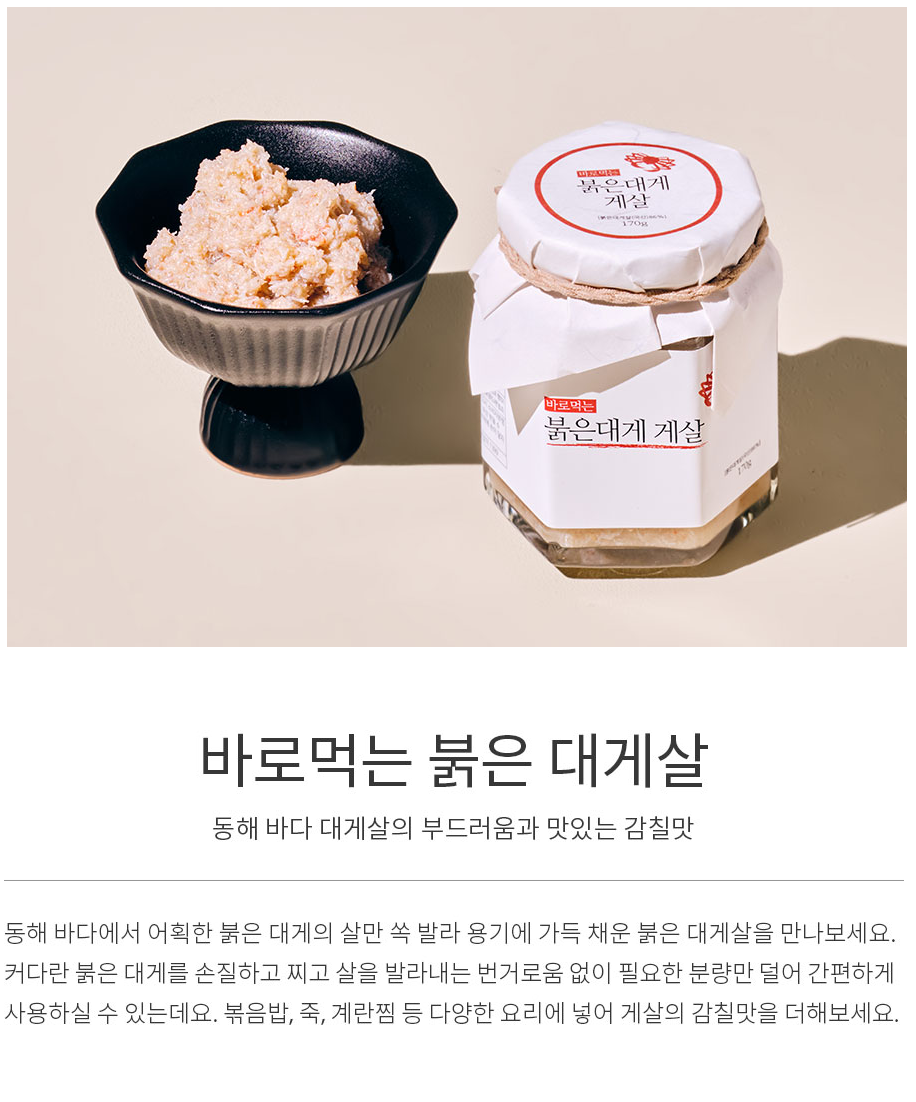 바로먹는
붉은대게
게살
170g
바로먹는
붉은대게 게살
170g
바로먹는 붉은 대게살
동해 바다 대게살의 부드러움과 맛있는 감칠맛
동해 바다에서 어획한 붉은 대게의 살만 쏙 발라 용기에 가득 채운 붉은 대게살을 만나보세요.
커다란 붉은 대게를 손질하고 찌고 살을 발라내는 번거로움 없이 필요한 분량만 덜어 간편하게
사용하실 수 있는데요. 볶음밥, 죽, 계란찜 등 다양한 요리에 넣어 게살의 감칠맛을 더해보세요.